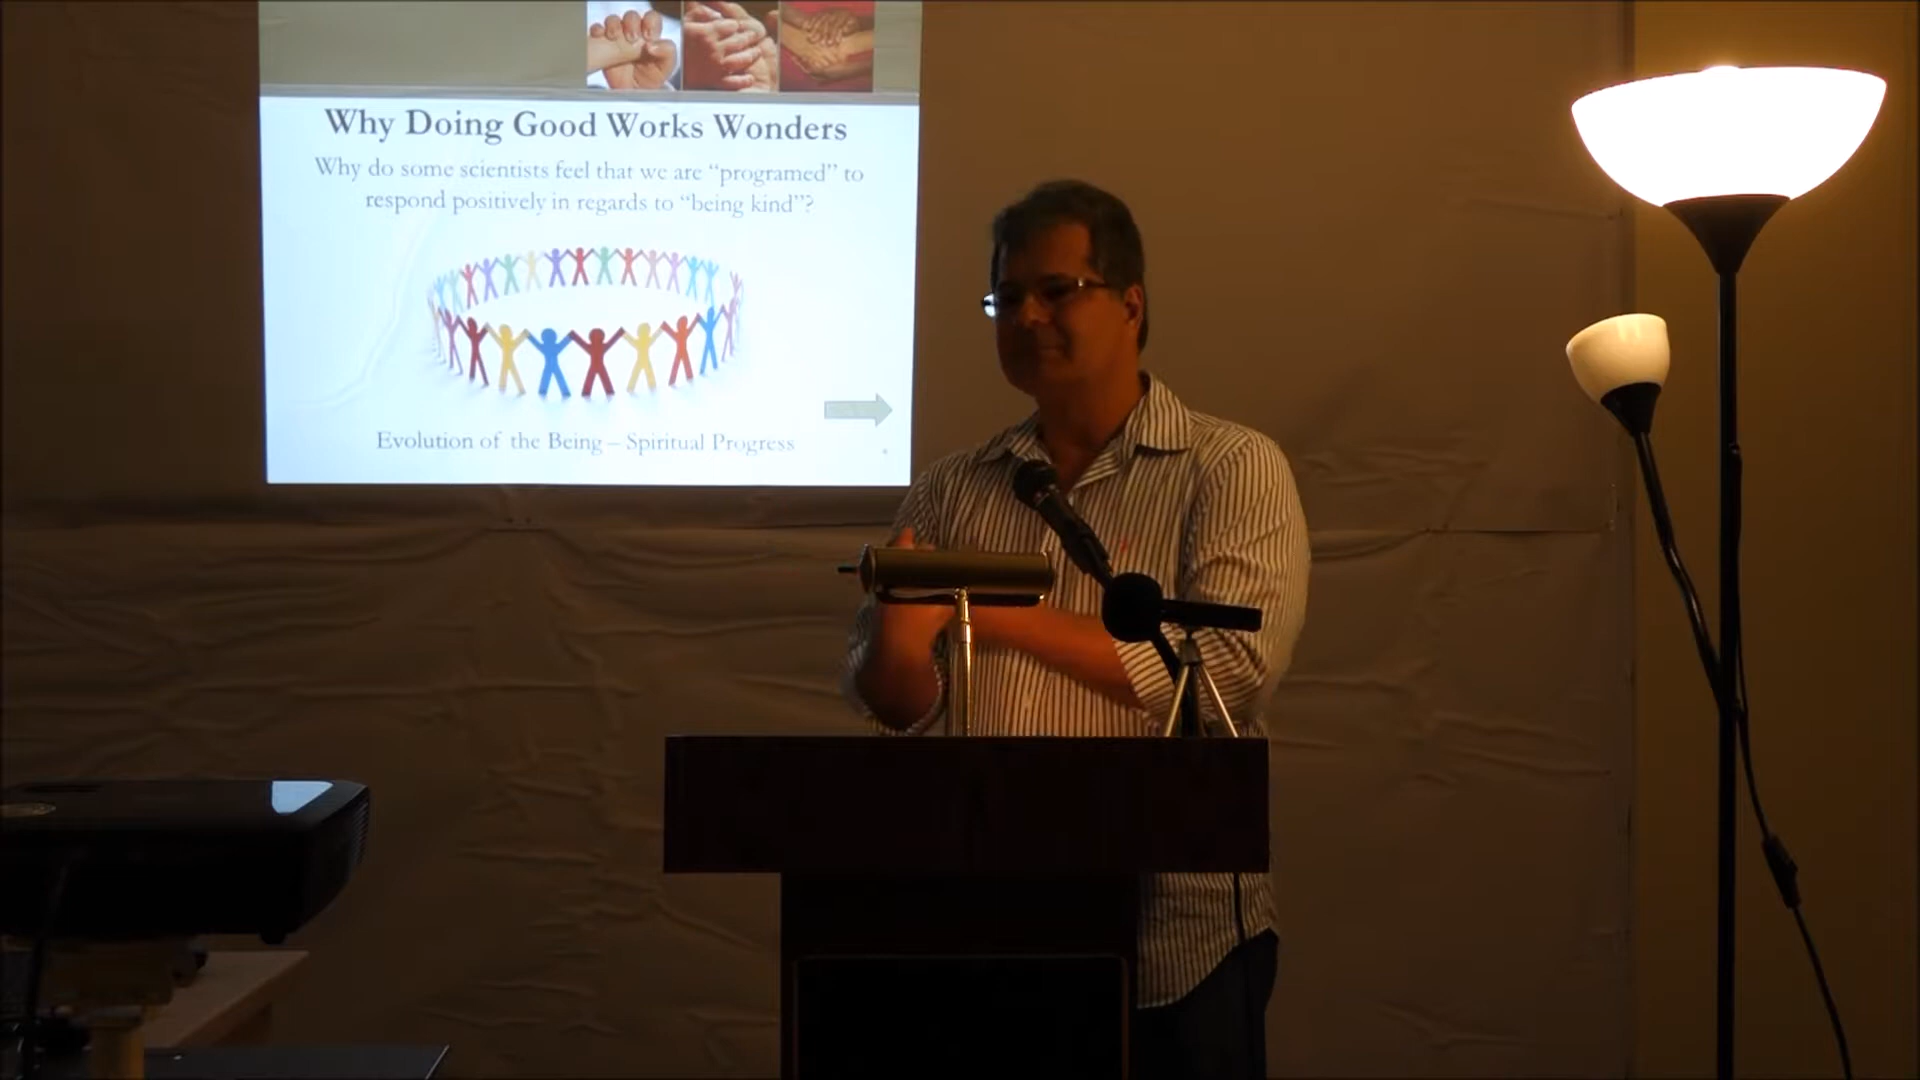 Why Doing Good Works Wonders
Why do some scientists feel that we are “programed” to
respond positively in regards to “being kind”?
Evolution of the Being – Spiritual Progress